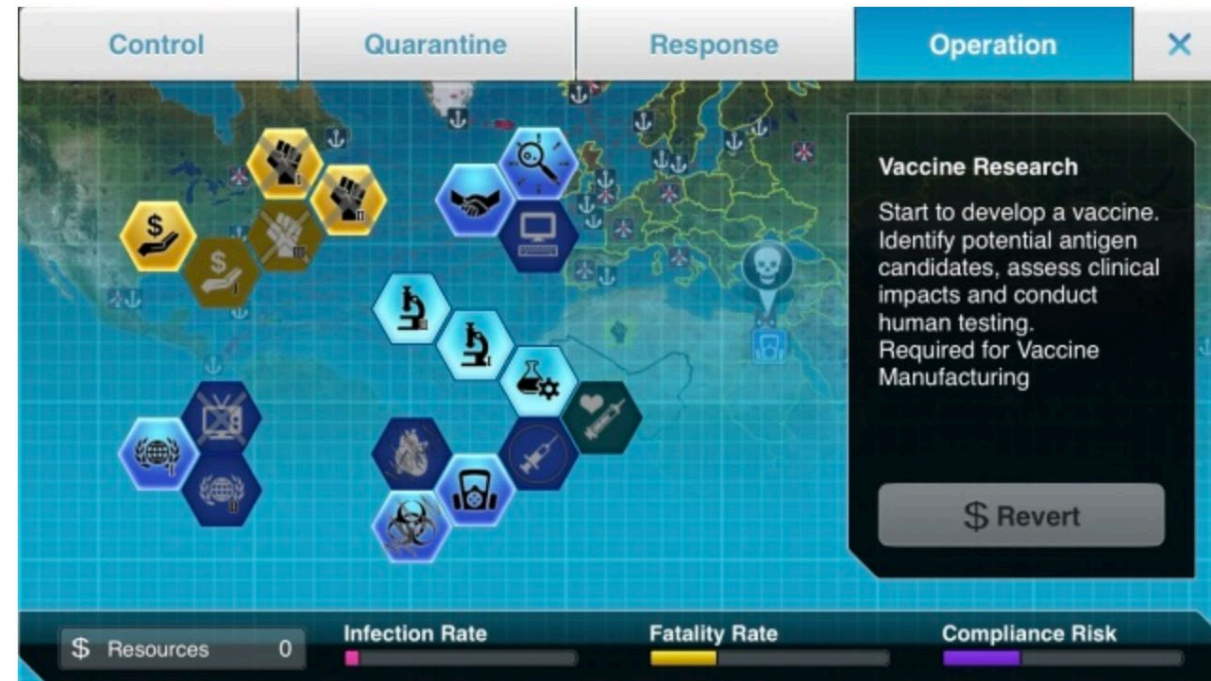 Control
Quarantine
Response
Operation
Vaccine Research
Start to develop a vaccine.
Identify potential antigen
candidates, assess clinical
impacts and conduct
human testing.
Required for Vaccine
Manufacturing
$ Revert
$ Resources 0
Infection Rate
Fatality Rate
Compliance Risk